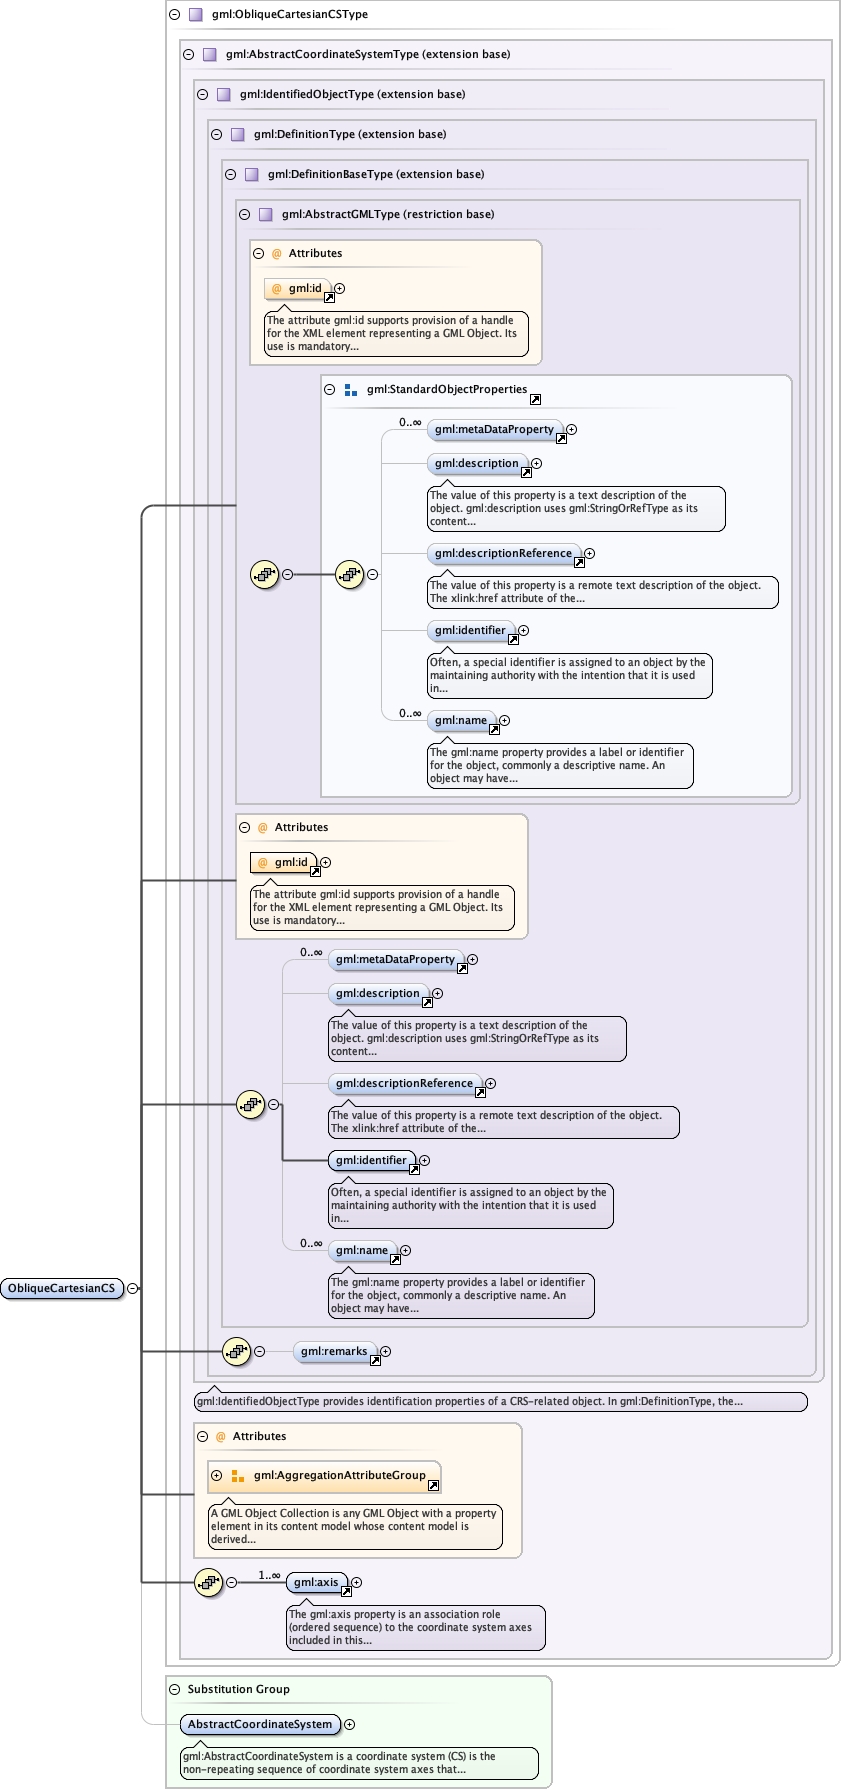 gml:ObliqueCartesianCSType
gml:AbstractCoordinateSystemType (extension base)
gml:IdentifiedObjectType (extension base)
gml:DefinitionType (extension base)
gml:DefinitionBaseType (extension base)
gml:AbstractGMLType (restriction base)
@ Attributes
@ gml:id
The attribute gml:id supports provision of a handle
for the XML element representing a GML Object. Its
use is mandatory...
gml:StandardObjectProperties
0..∞
gml:metaDataProperty
gml:description
The value of this property is a text description of the
object. gml:description uses gml:StringOrRefType as its
content...
gml:descriptionReference
The value of this property is a remote text description of the object.
The xlink:href attribute of the...
gml:identifier
Often, a special identifier is assigned to an object by the
maintaining authority with the intention that it is used
in...
0..∞
gml:name
The gml:name property provides a label or identifier
for the object, commonly a descriptive name. An
object may have...
@ Attributes
@ gml:id
The attribute gml:id supports provision of a handle
for the XML element representing a GML Object. Its
use is mandatory...
0..∞
gml:metaDataProperty
gml:description
The value of this property is a text description of the
object. gml:description uses gml:StringOrRefType as its
content...
gml:descriptionReference
The value of this property is a remote text description of the object.
The xlink:href attribute of the...
gml:identifier
Often, a special identifier is assigned to an object by the
maintaining authority with the intention that it is used
in...
0..∞
gml:name
The gml:name property provides a label or identifier
for the object, commonly a descriptive name. An
object may have...
ObliqueCartesianCS
gml:remarks
gml:IdentifiedObjectType provides identification properties of a CRS-related object. In gml:DefinitionType, the...
@ Attributes
gml:AggregationAttributeGroup
A GML Object Collection is any GML Object with a property
element in its content model whose content model is
derived...
1..∞
gml:axis
The gml:axis property is an association role
(ordered sequence) to the coordinate system axes
included in this...
Substitution Group
AbstractCoordinateSystem
gml:AbstractCoordinateSystem is a coordinate system (CS) is the
non-repeating sequence of coordinate system axes that...